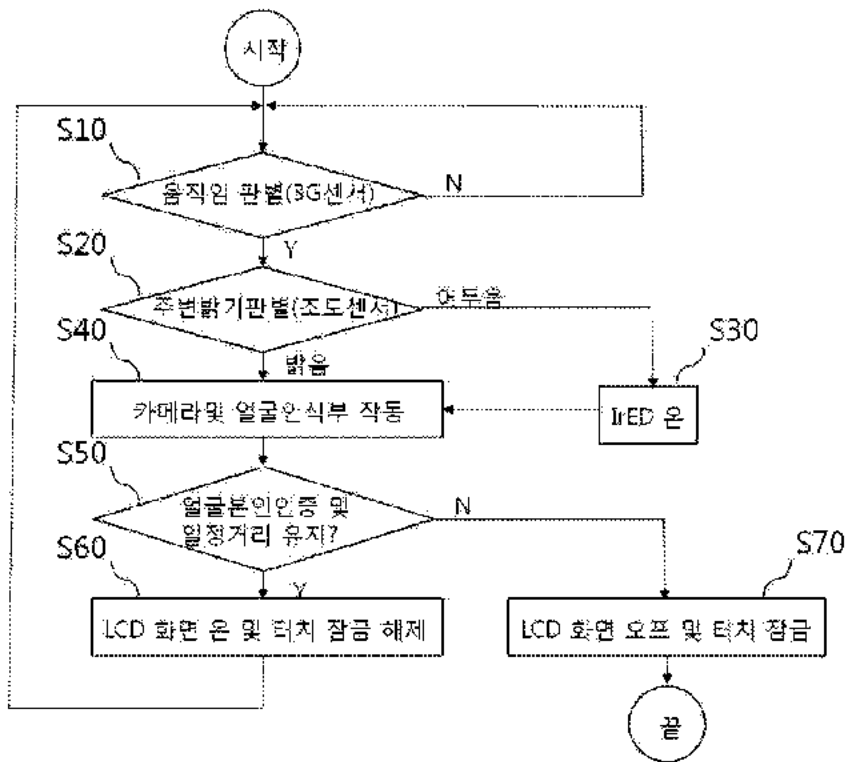 시작
S10
움직임 판별(3G센서)
N
Y
S20
주변밝기판별(조도센서)
어두움
밝음
S30
IrED 온
S40
카메라및 얼굴인식부 작동
S50
얼굴본인인증 및
일정거리 유지?
N
Y
S60
LCD 화면 온 및 터치 잠금 해제
S70
LCD 화면 오프 및 터치 잠금
끝